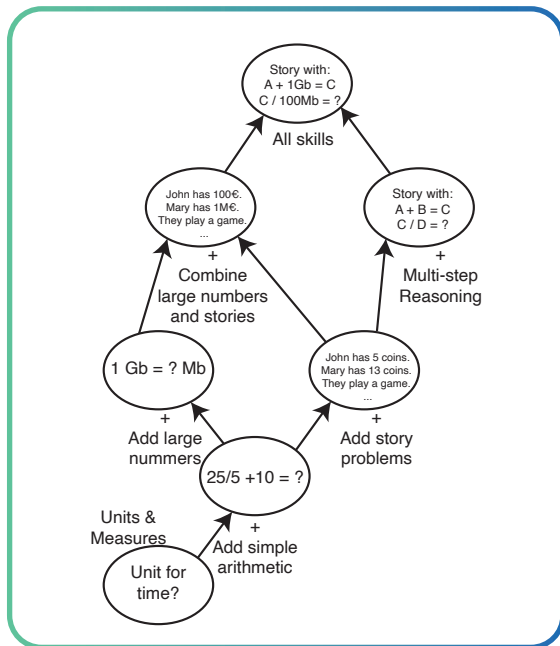 Story with:
A + 1Gb = C
C / 100Mb = ?
All skills
John has 100€.
Mary has 1M€.
They play a game.
...
+
Combine
large numbers
and stories
Story with:
A + B = C
C / D = ?
+
Multi-step
Reasoning
1 Gb = ? Mb
+
Add large
nummers
John has 5 coins.
Mary has 13 coins.
They play a game.
...
+
Add story
problems
25/5 +10 = ?
+
Add simple
arithmetic
Units &
Measures
Unit for
time?